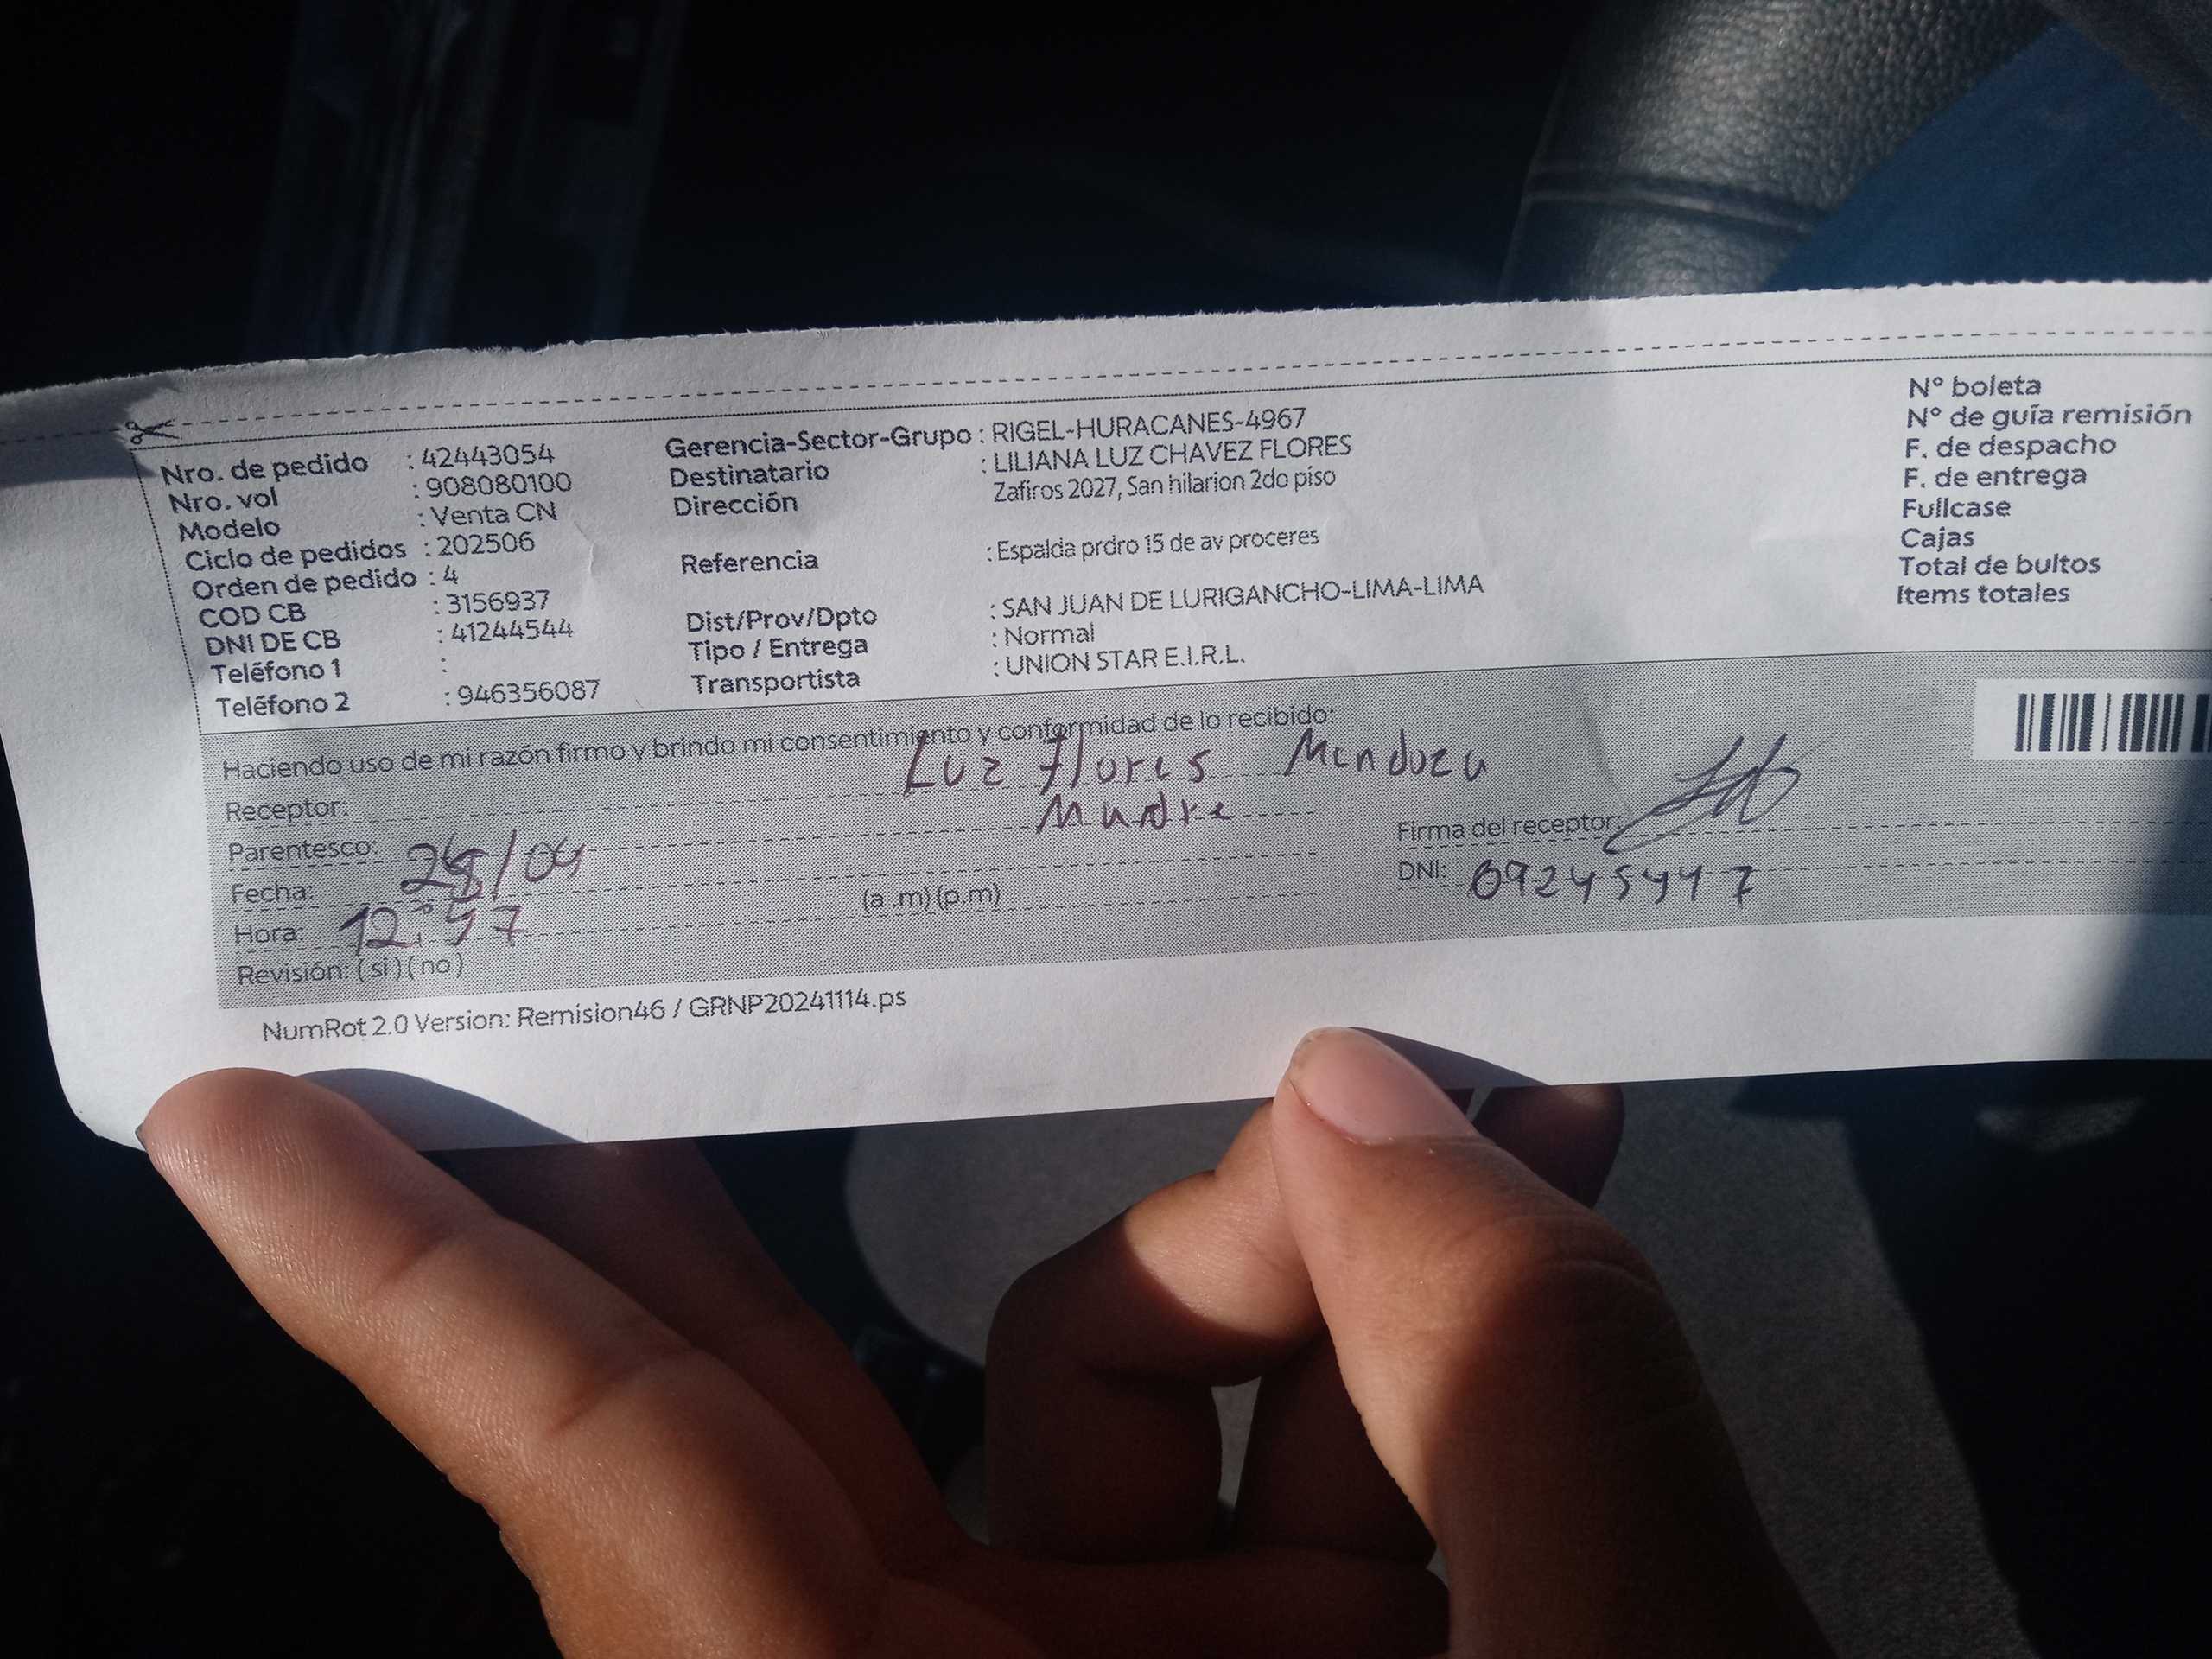 Nro. de pedido : 42443054
Nro. vol : 908080100
Modelo : Venta CN
Ciclo de pedidos : 202506
Orden de pedido : 4
COD CB : 3156937
DNI DE CB : 41244544
Teléfono 1 :
Teléfono 2 : 946356087
Gerencia-Sector-Grupo : RIGEL-HURACANES-4967
Destinatario : LILIANA LUZ CHAVEZ FLORES
Dirección Zafiros 2027, San hilarion 2do piso
Referencia : Espalda prdro 15 de av proceres
Dist/Prov/Dpto : SAN JUAN DE LURIGANCHO-LIMA-LIMA
Tipo / Entrega : Normal
Transportista : UNION STAR E.I.R.L.
N° boleta
N° de guía remisión
F. de despacho
F. de entrega
Fullcase
Cajas
Total de bultos
Items totales
Haciendo uso de mi razón firmo y brindo mi consentimiento y conformidad de lo recibido:
Receptor: Luz Flores Mendoza
Parentesco: Madre
Fecha:
Hora: 12:47 (a .m)(p.m)
Revisión: (si)(no)
Firma del receptor:
DNI: 09245447
NumRot 2.0 Version: Remision46 / GRNP20241114.ps